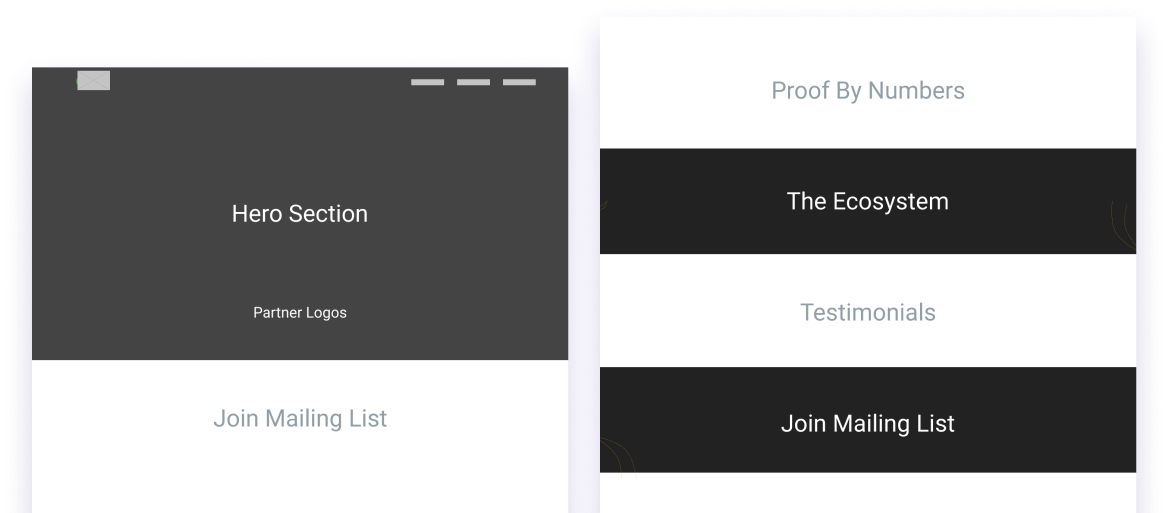 Hero Section
Partner Logos
Join Mailing List
Proof By Numbers
The Ecosystem
Testimonials
Join Mailing List